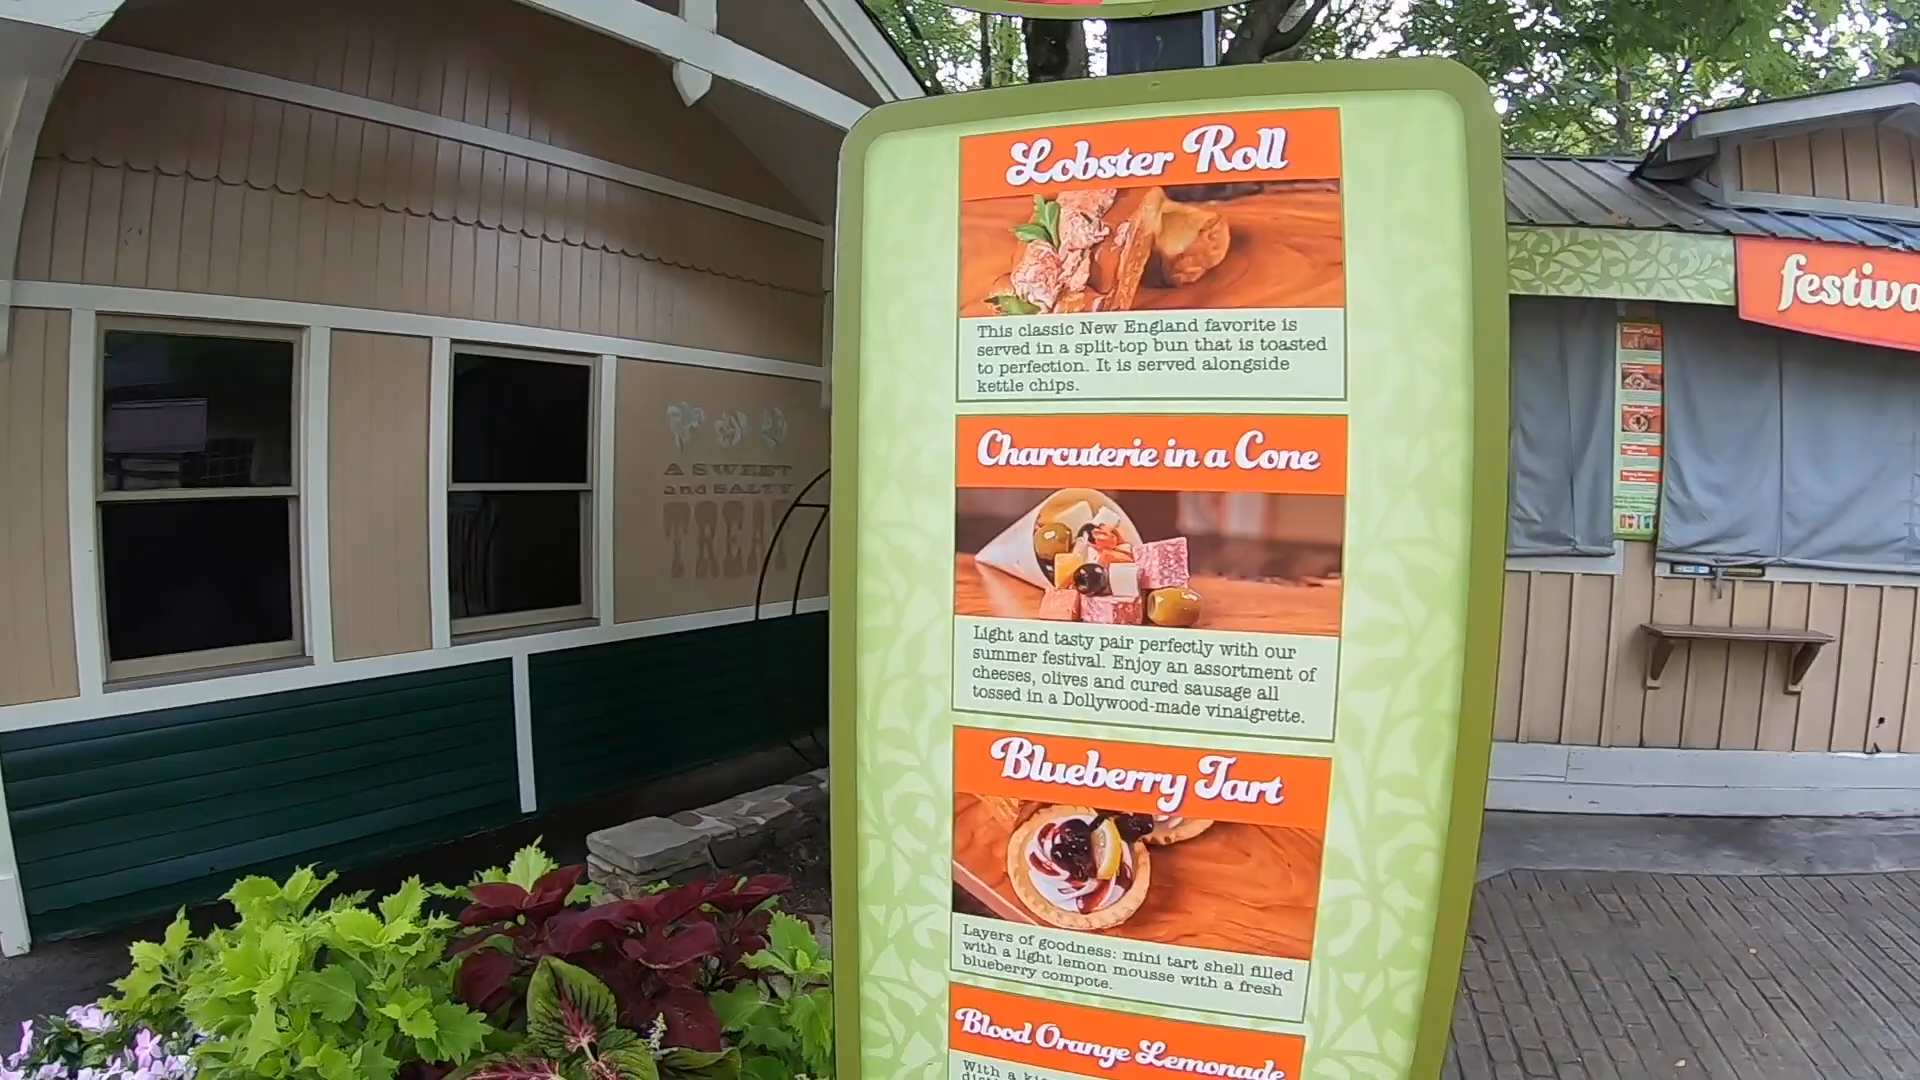 Lobster Roll
This classic New England favorite is
served in a split-top bun that is toasted
to perfection. It is served alongside
kettle chips.
Charcuterie in a Cone
Light and tasty pair perfectly with our
summer festival. Enjoy an assortment of
cheeses, olives and cured sausage all
tossed in a Dollywood-made vinaigrette.
Blueberry Tart
Layers of goodness: mini tart shell filled
with a light lemon mousse with a fresh
blueberry compote.
Blood Orange Lemonade
With a
A SWEET
and SALTY
TREAT